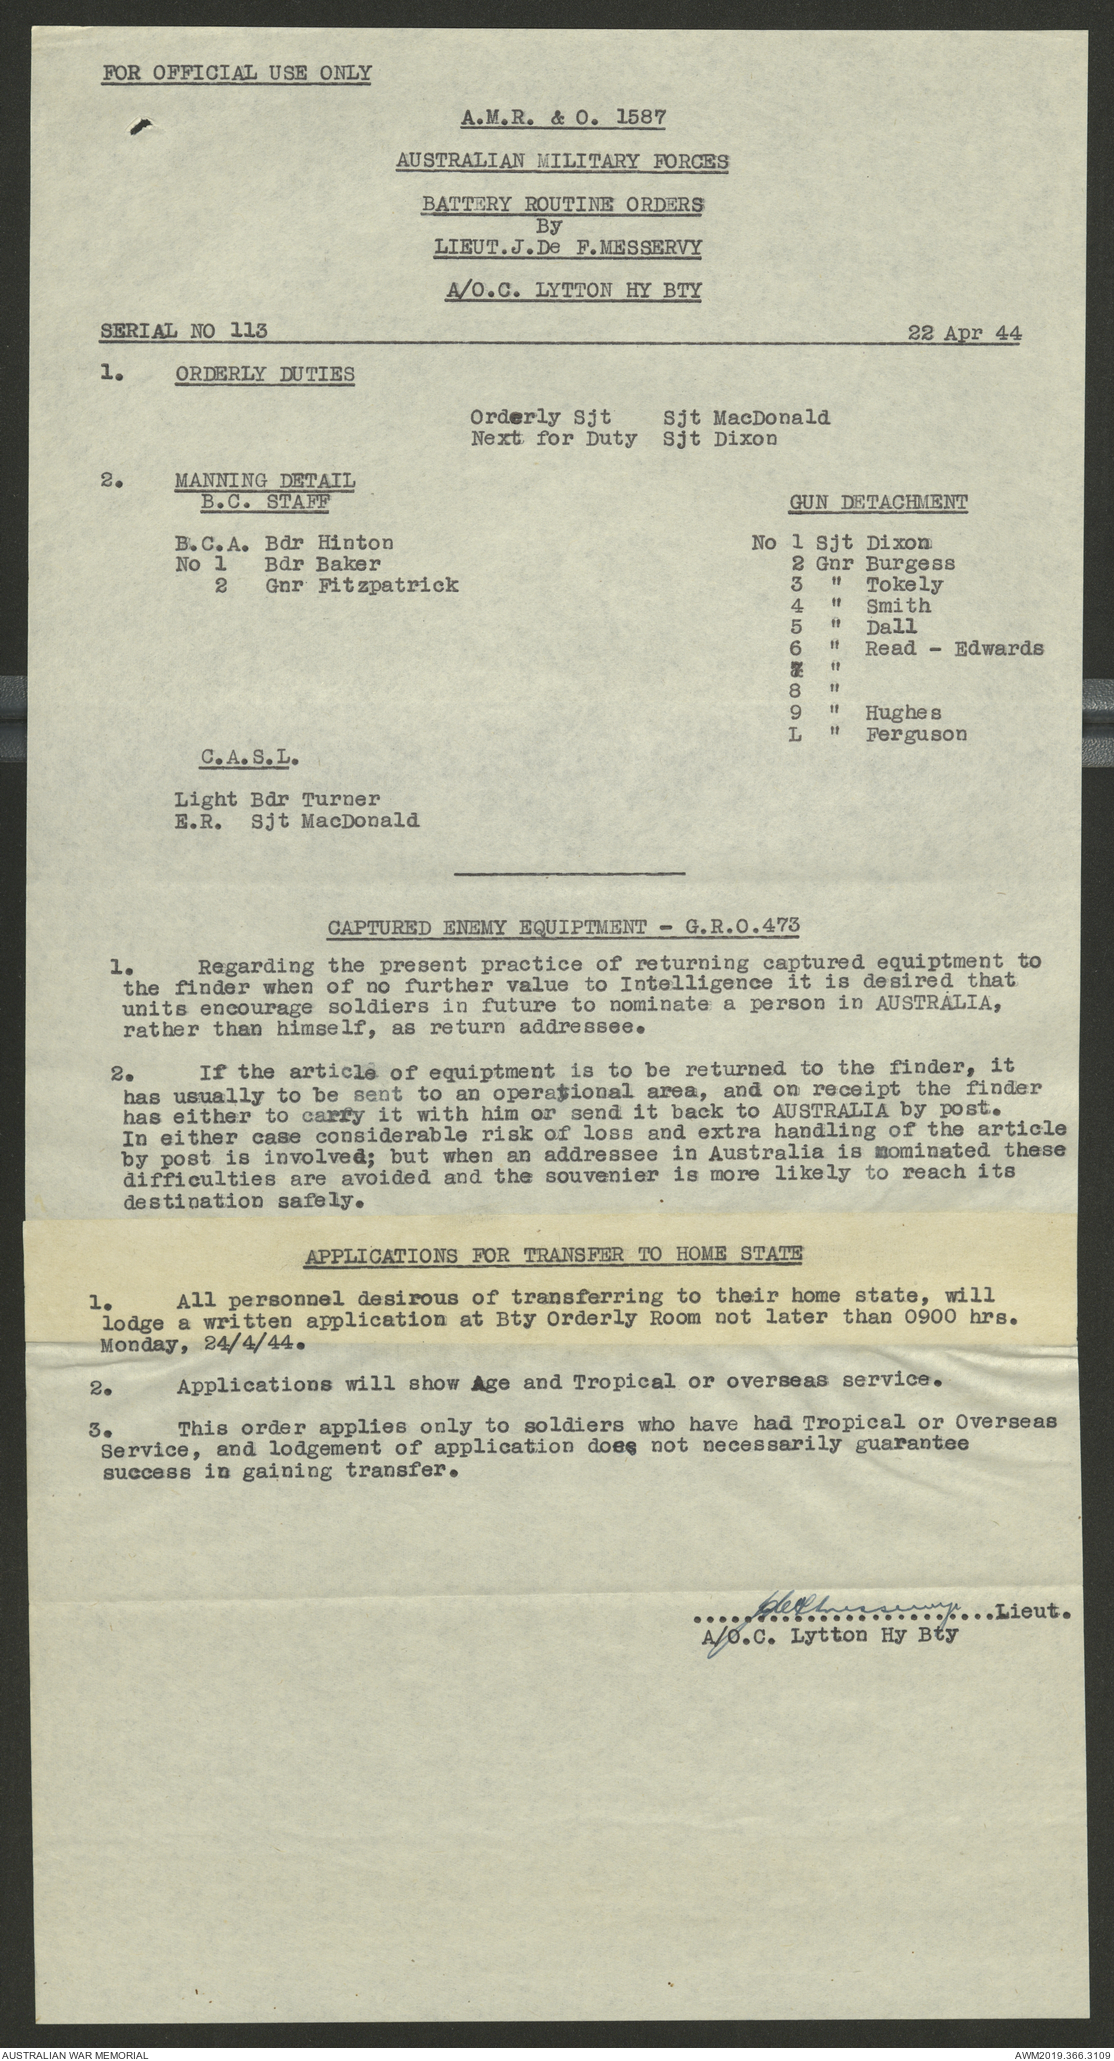 FOR OFFICIAL USE ONLY
A.M.R. & O. 1587
AUSTRALIAN MILITARY FORCES
BATTERY ROUTINE ORDERS
By
LIEUT.J.De F.MESSERVY
A/O.C. LYTTON HY BTY
SERIAL NO 113 22 Apr 44
1. ORDERLY DUTIES
Orderly Sjt Sjt MacDonald
Next for Duty Sjt Dixon
2. MANNING DETAIL
B.C. STAFF GUN DETACHMENT
B.C.A. Bdr Hinton No 1 Sjt Dixon
No 1 Bdr Baker 2 Gnr Burgess
2 Gnr Fitzpatrick 3 " Tokely
4 " Smith
5 " Dall
6 " Read - Edwards
7 "
8 "
9 " Hughes
L " Ferguson
C.A.S.L.
Light Bdr Turner
E.R. Sjt MacDonald
CAPTURED ENEMY EQUIPTMENT - G.R.O.473
1. Regarding the present practice of returning captured equiptment to
the finder when of no further value to Intelligence it is desired that
units encourage soldiers in future to nominate a person in AUSTRALIA,
rather than himself, as return addressee.
2. If the article of equiptment is to be returned to the finder, it
has usually to be sent to an operational area, and on receipt the finder
has either to carry it with him or send it back to AUSTRALIA by post.
In either case considerable risk of loss and extra handling of the article
by post is involved; but when an addressee in Australia is nominated these
difficulties are avoided and the souvenier is more likely to reach its
destination safely.
APPLICATIONS FOR TRANSFER TO HOME STATE
1. All personnel desirous of transferring to their home state, will
lodge a written application at Bty Orderly Room not later than 0900 hrs.
Monday, 24/4/44.
2. Applications will show Age and Tropical or overseas service.
3. This order applies only to soldiers who have had Tropical or Overseas
Service, and lodgement of application does not necessarily guarantee
success in gaining transfer.
........................Lieut.
A/O.C. Lytton Hy Bty
AUSTRALIAN WAR MEMORIAL AWM2019.366.3109